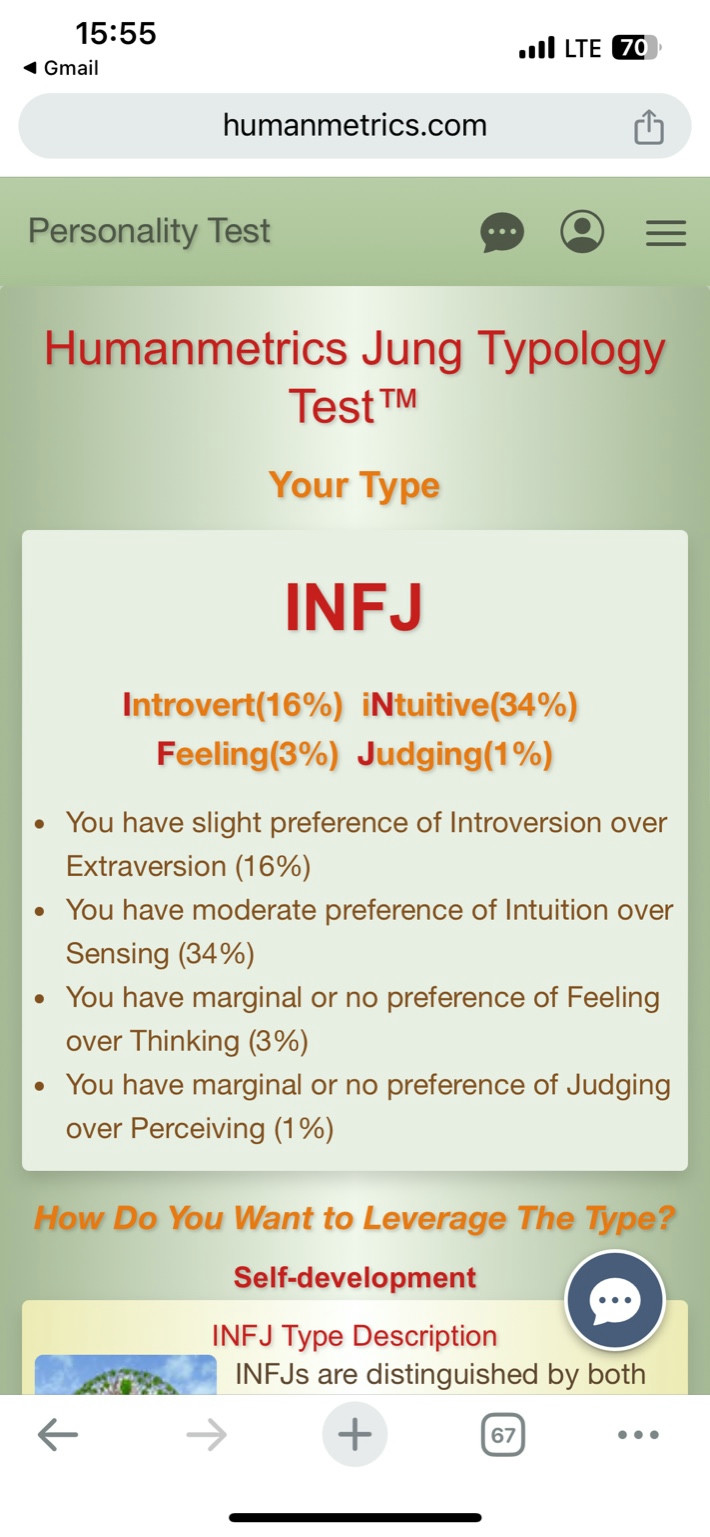 15:55
LTE 70
◀ Gmail
humanmetrics.com
Personality Test
Humanmetrics Jung Typology
Test™
Your Type
INFJ
Introvert(16%) iNtuitive(34%)
Feeling(3%) Judging(1%)
• You have slight preference of Introversion over
Extraversion (16%)
• You have moderate preference of Intuition over
Sensing (34%)
• You have marginal or no preference of Feeling
over Thinking (3%)
• You have marginal or no preference of Judging
over Perceiving (1%)
How Do You Want to Leverage The Type?
Self-development
INFJ Type Description
INFJs are distinguished by both
67